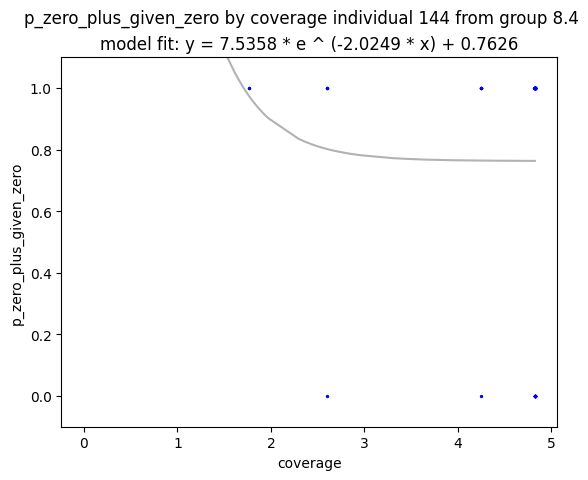 p_zero_plus_given_zero by coverage individual 144 from group 8.4
model fit: y = 7.5358 * e ^ (-2.0249 * x) + 0.7626
1.0
0.8
0.6
0.4
0.2
0.0
p_zero_plus_given_zero
0 1 2 3 4 5
coverage